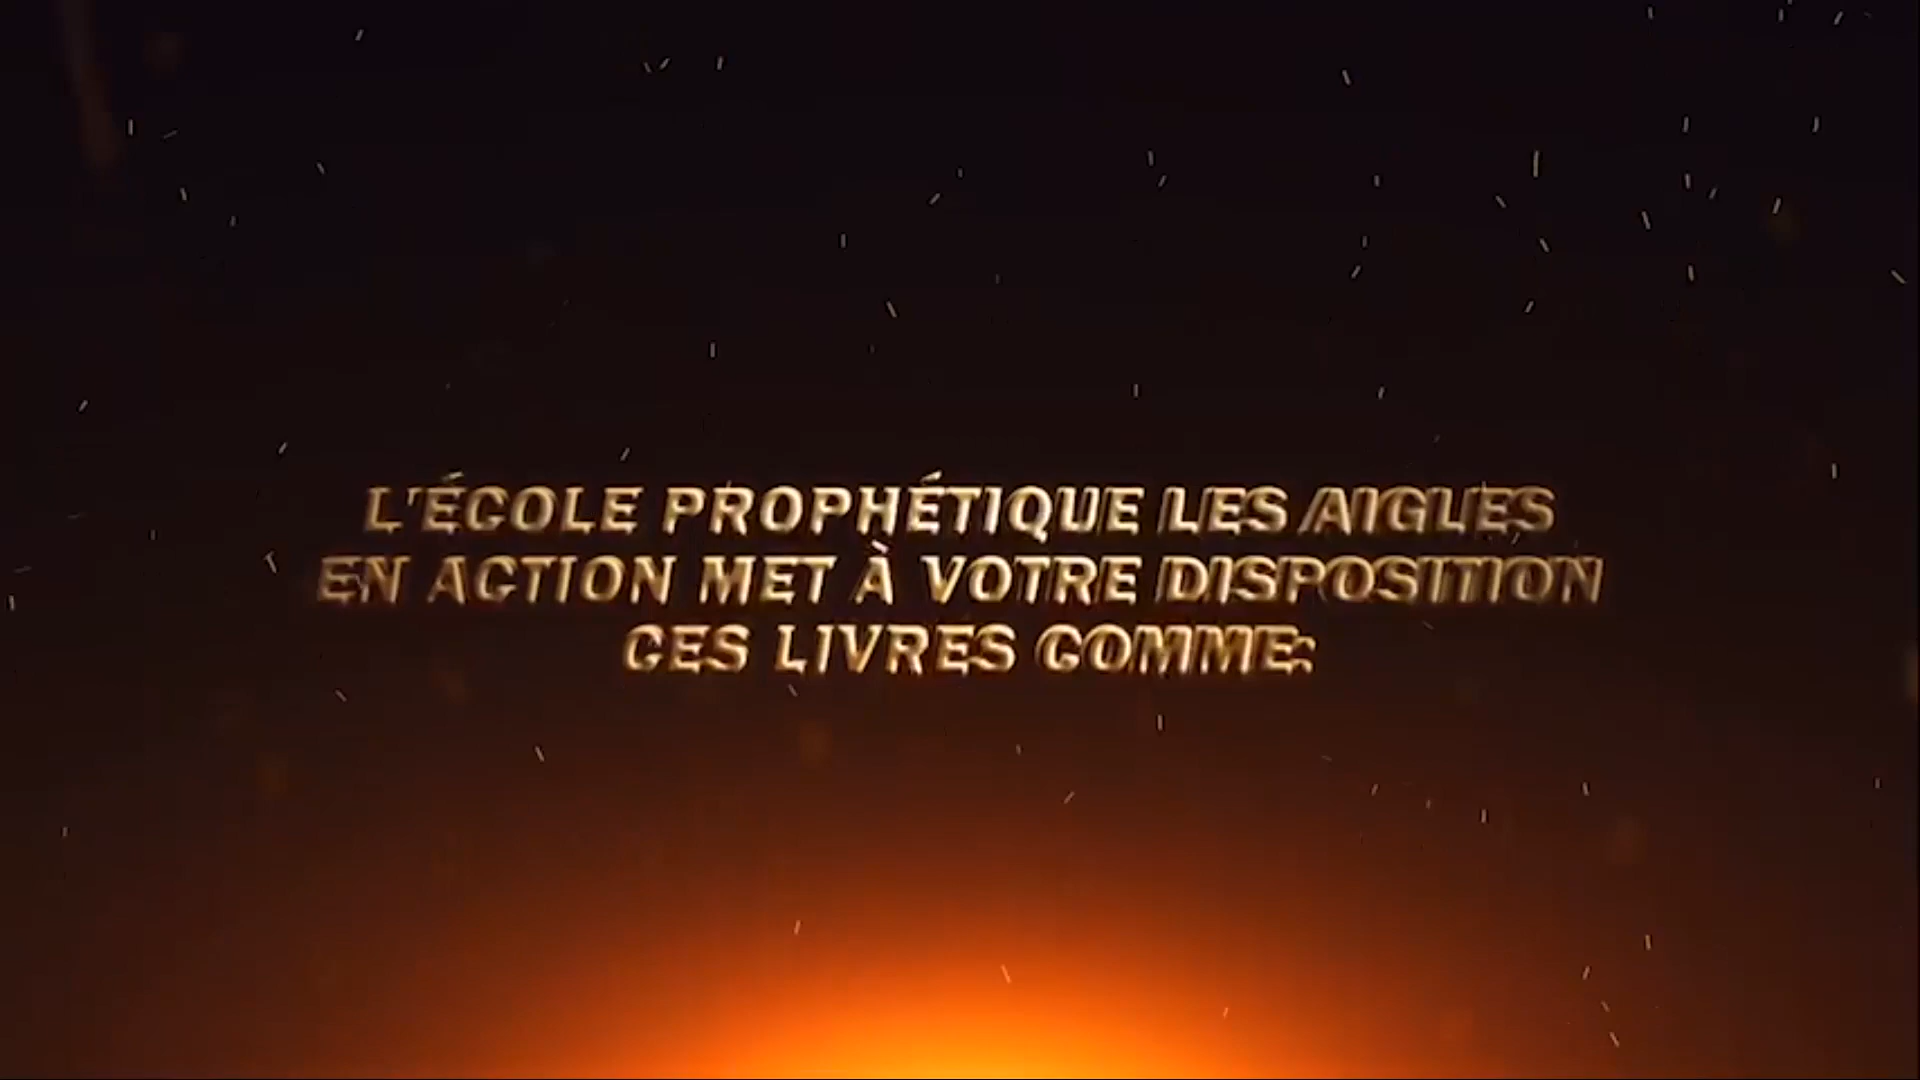 L'ÉCOLE PROPHÉTIQUE LES AIGLES
EN ACTION MET À VOTRE DISPOSITION
CES LIVRES COMME: